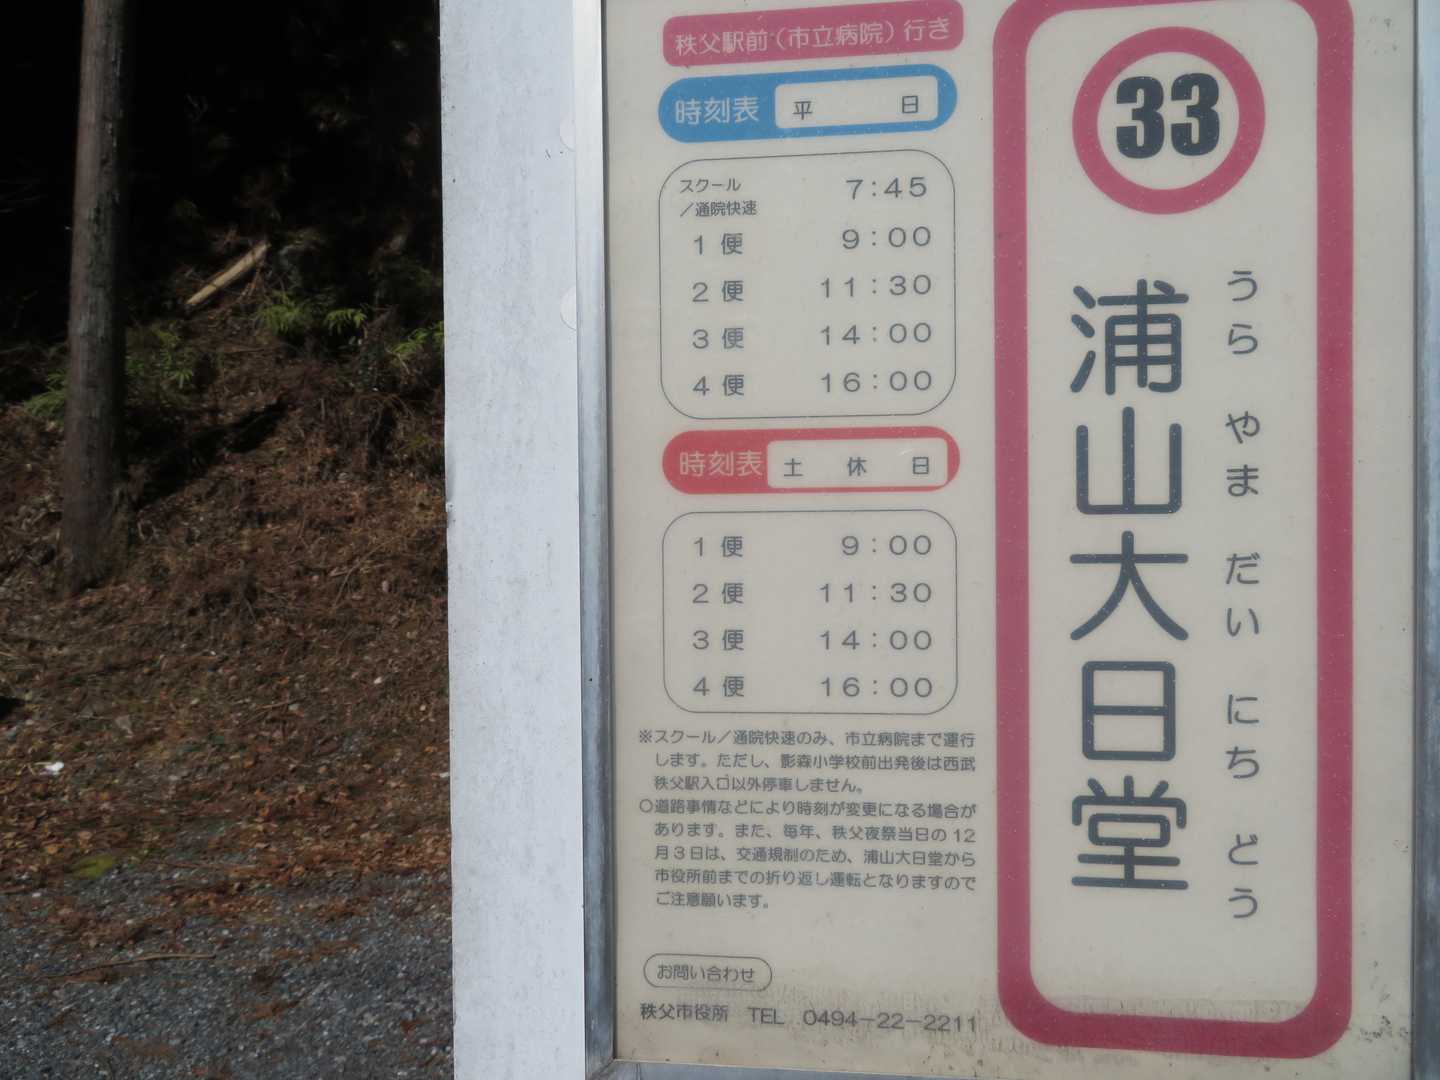 秩父駅前（市立病院）行き
時刻表 平 日
スクール
／通院快速 7:45
1 便 9:00
2 便 11:30
3 便 14:00
4 便 16:00
時刻表 土 休 日
1 便 9:00
2 便 11:30
3 便 14:00
4 便 16:00
※スクール／通院快速のみ、市立病院まで運行
します。ただし、影森小学校前出発後は西武
秩父駅入口以外停車しません。
○道路事情などにより時刻が変更になる場合が
あります。また、毎年、秩父夜祭当日の12
月3日は、交通規制のため、浦山大日堂から
市役所前までの折り返し運転となりますので
ご注意願います。
お問い合わせ
秩父市役所 TEL 0494-22-2211
33
浦山大日堂
うら やま だい にち どう